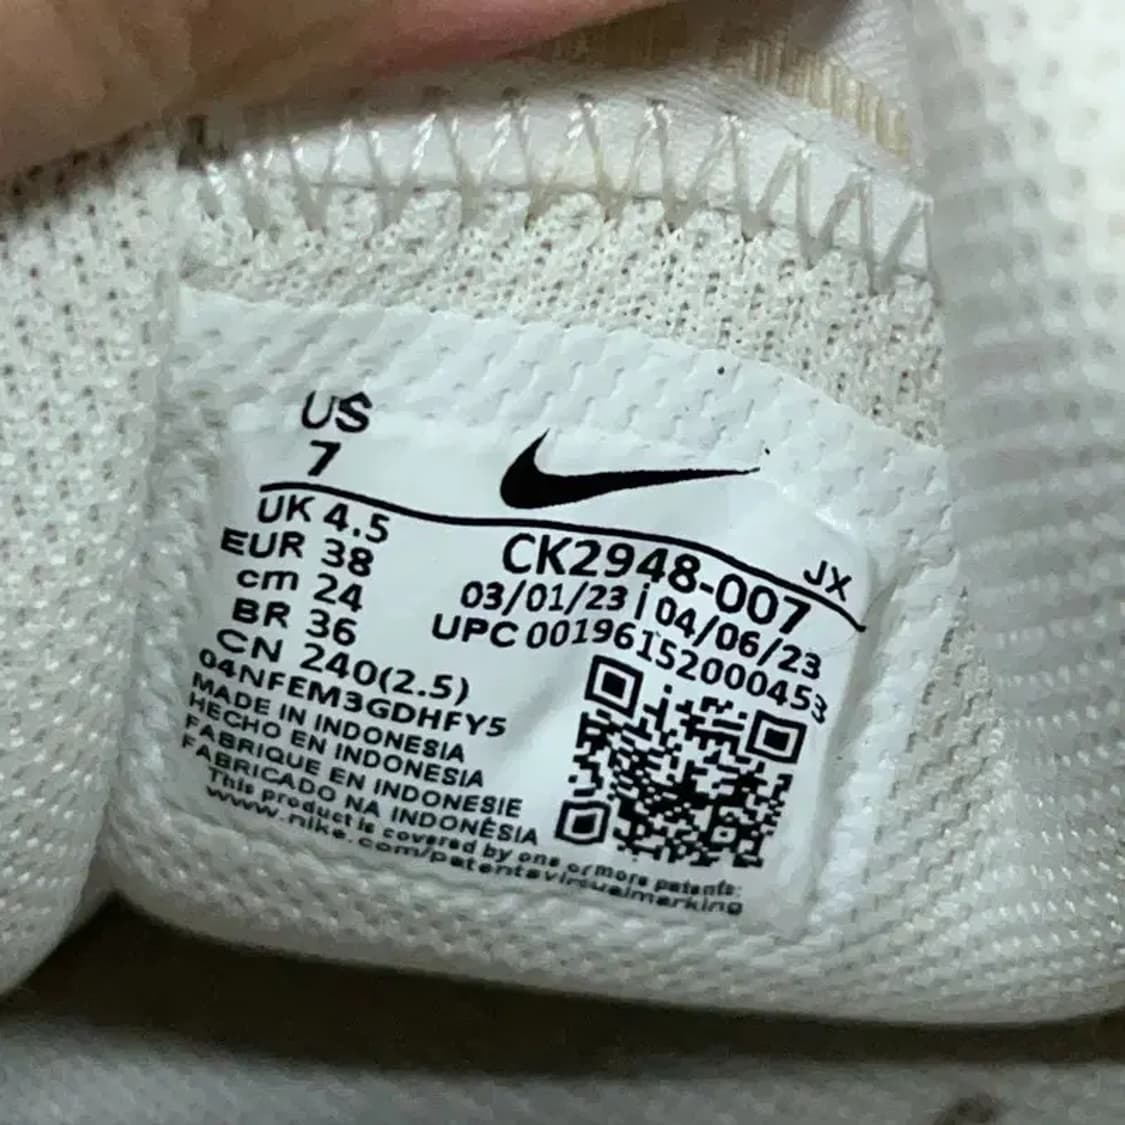 US
7
UK 4.5
EUR 38
cm 24
BR 36
CN 240(2.5)
04NFEM3GDHFY5
MADE IN INDONESIA
HECHO EN INDONESIA
FABRIQUE EN INDONESIE
FABRICADO NA INDONÉSIA
This product is covered by one or more patents:
www.nike.com/patentsvirtualmarking
JX
CK2948-007
03/01/23 | 04/06/23
UPC 00196152000453